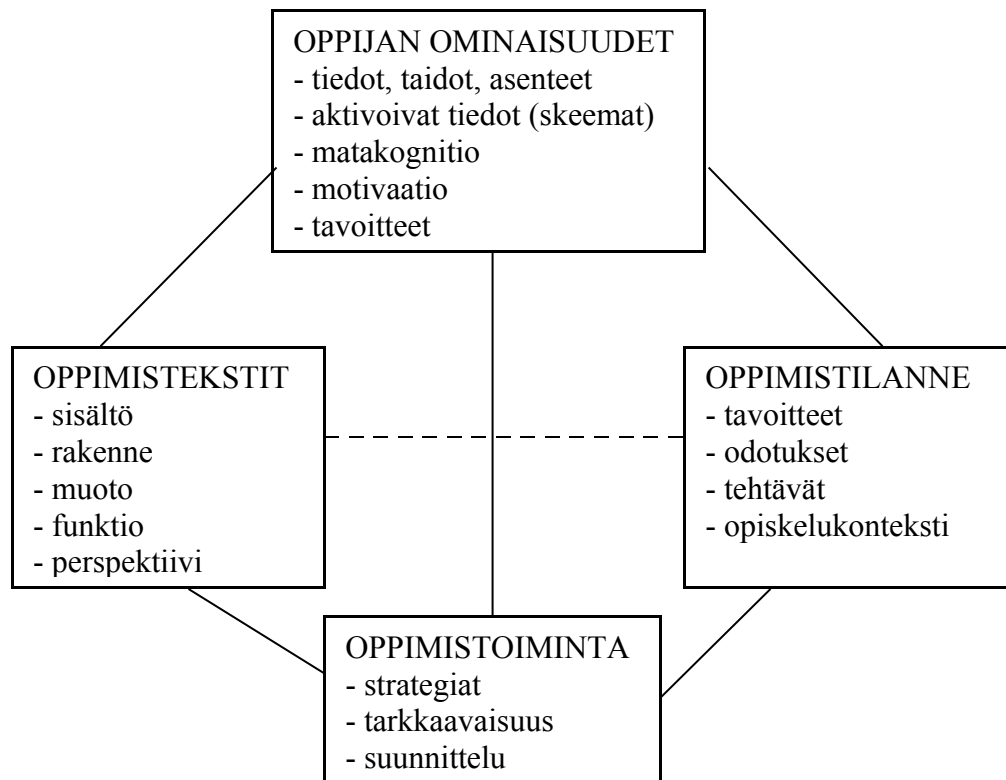 OPPIJAN OMINAISUUDET
- tiedot, taidot, asenteet
- aktivoivat tiedot (skeemat)
- matakognitio
- motivaatio
- tavoitteet
OPPIMISTEKSTIT
- sisältö
- rakenne
- muoto
- funktio
- perspektiivi
OPPIMISTILANNE
- tavoitteet
- odotukset
- tehtävät
- opiskelukonteksti
OPPIMISTOIMINTA
- strategiat
- tarkkaavaisuus
- suunnittelu